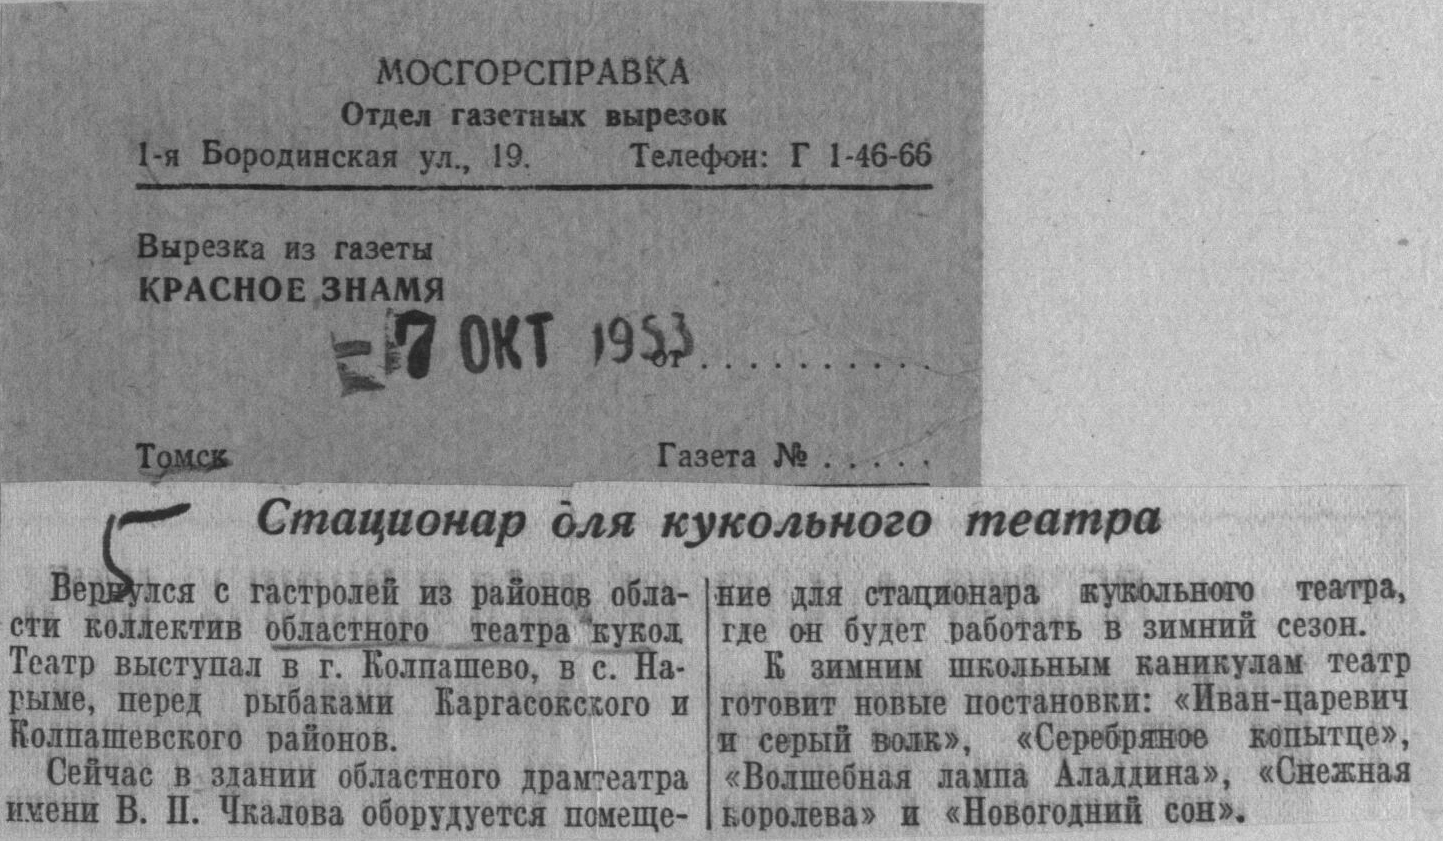 МОСГОРСПРАВКА
Отдел газетных вырезок
1-я Бородинская ул., 19. Телефон: Г 1-46-66
Вырезка из газеты
КРАСНОЕ ЗНАМЯ
-7 ОКТ 1953
от . . . . . . . . . .
Томск Газета № . . . . .
Стационар для кукольного театра
Вернулся с гастролей из районов обла-
сти коллектив областного театра кукол
Театр выступал в г. Колпашево, в с. На-
рыме, перед рыбаками Каргасокского и
Колпашевского районов.
Сейчас в здании областного драмтеатра
имени В. П. Чкалова оборудуется помеще-
ние для стационара кукольного театра,
где он будет работать в зимний сезон.
К зимним школьным каникулам театр
готовит новые постановки: «Иван-царевич
и серый волк», «Серебряное копытце»,
«Волшебная лампа Аладдина», «Снежная
королева» и «Новогодний сон».